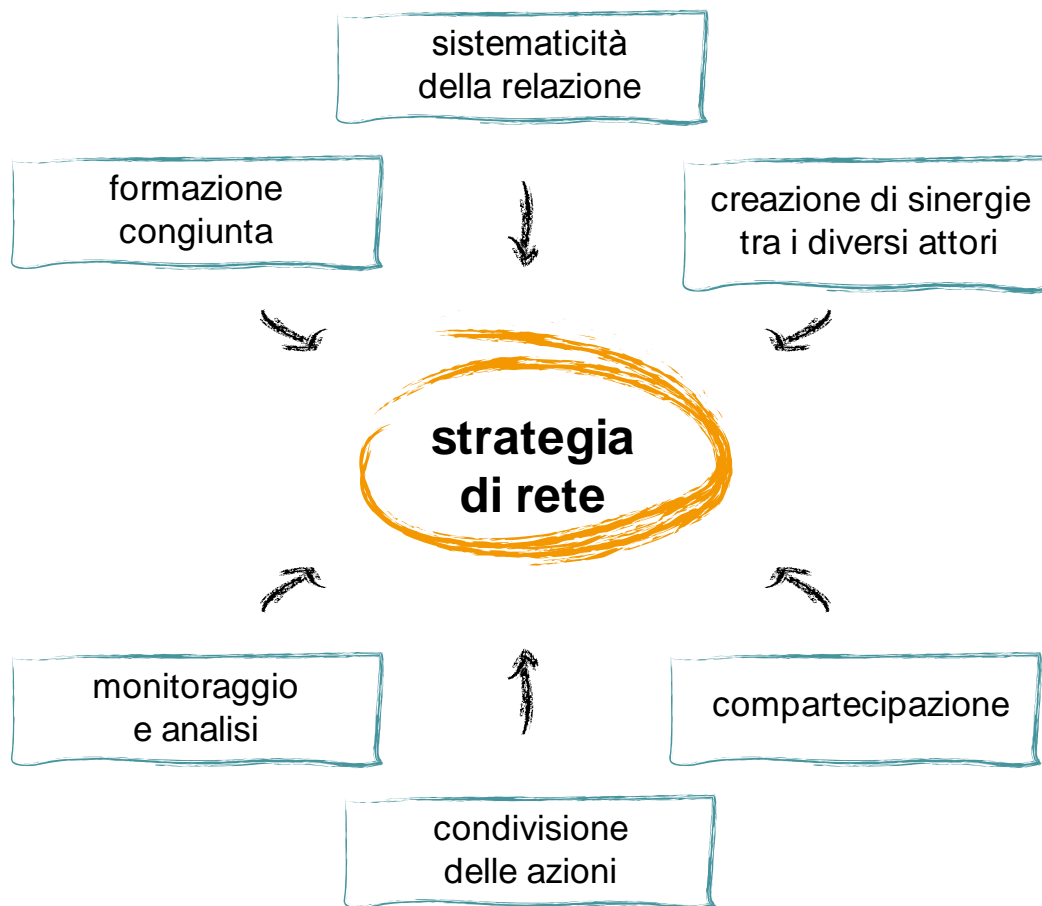 sistematicità
della relazione
formazione
congiunta
creazione di sinergie
tra i diversi attori
strategia
di rete
monitoraggio
e analisi
compartecipazione
condivisione
delle azioni